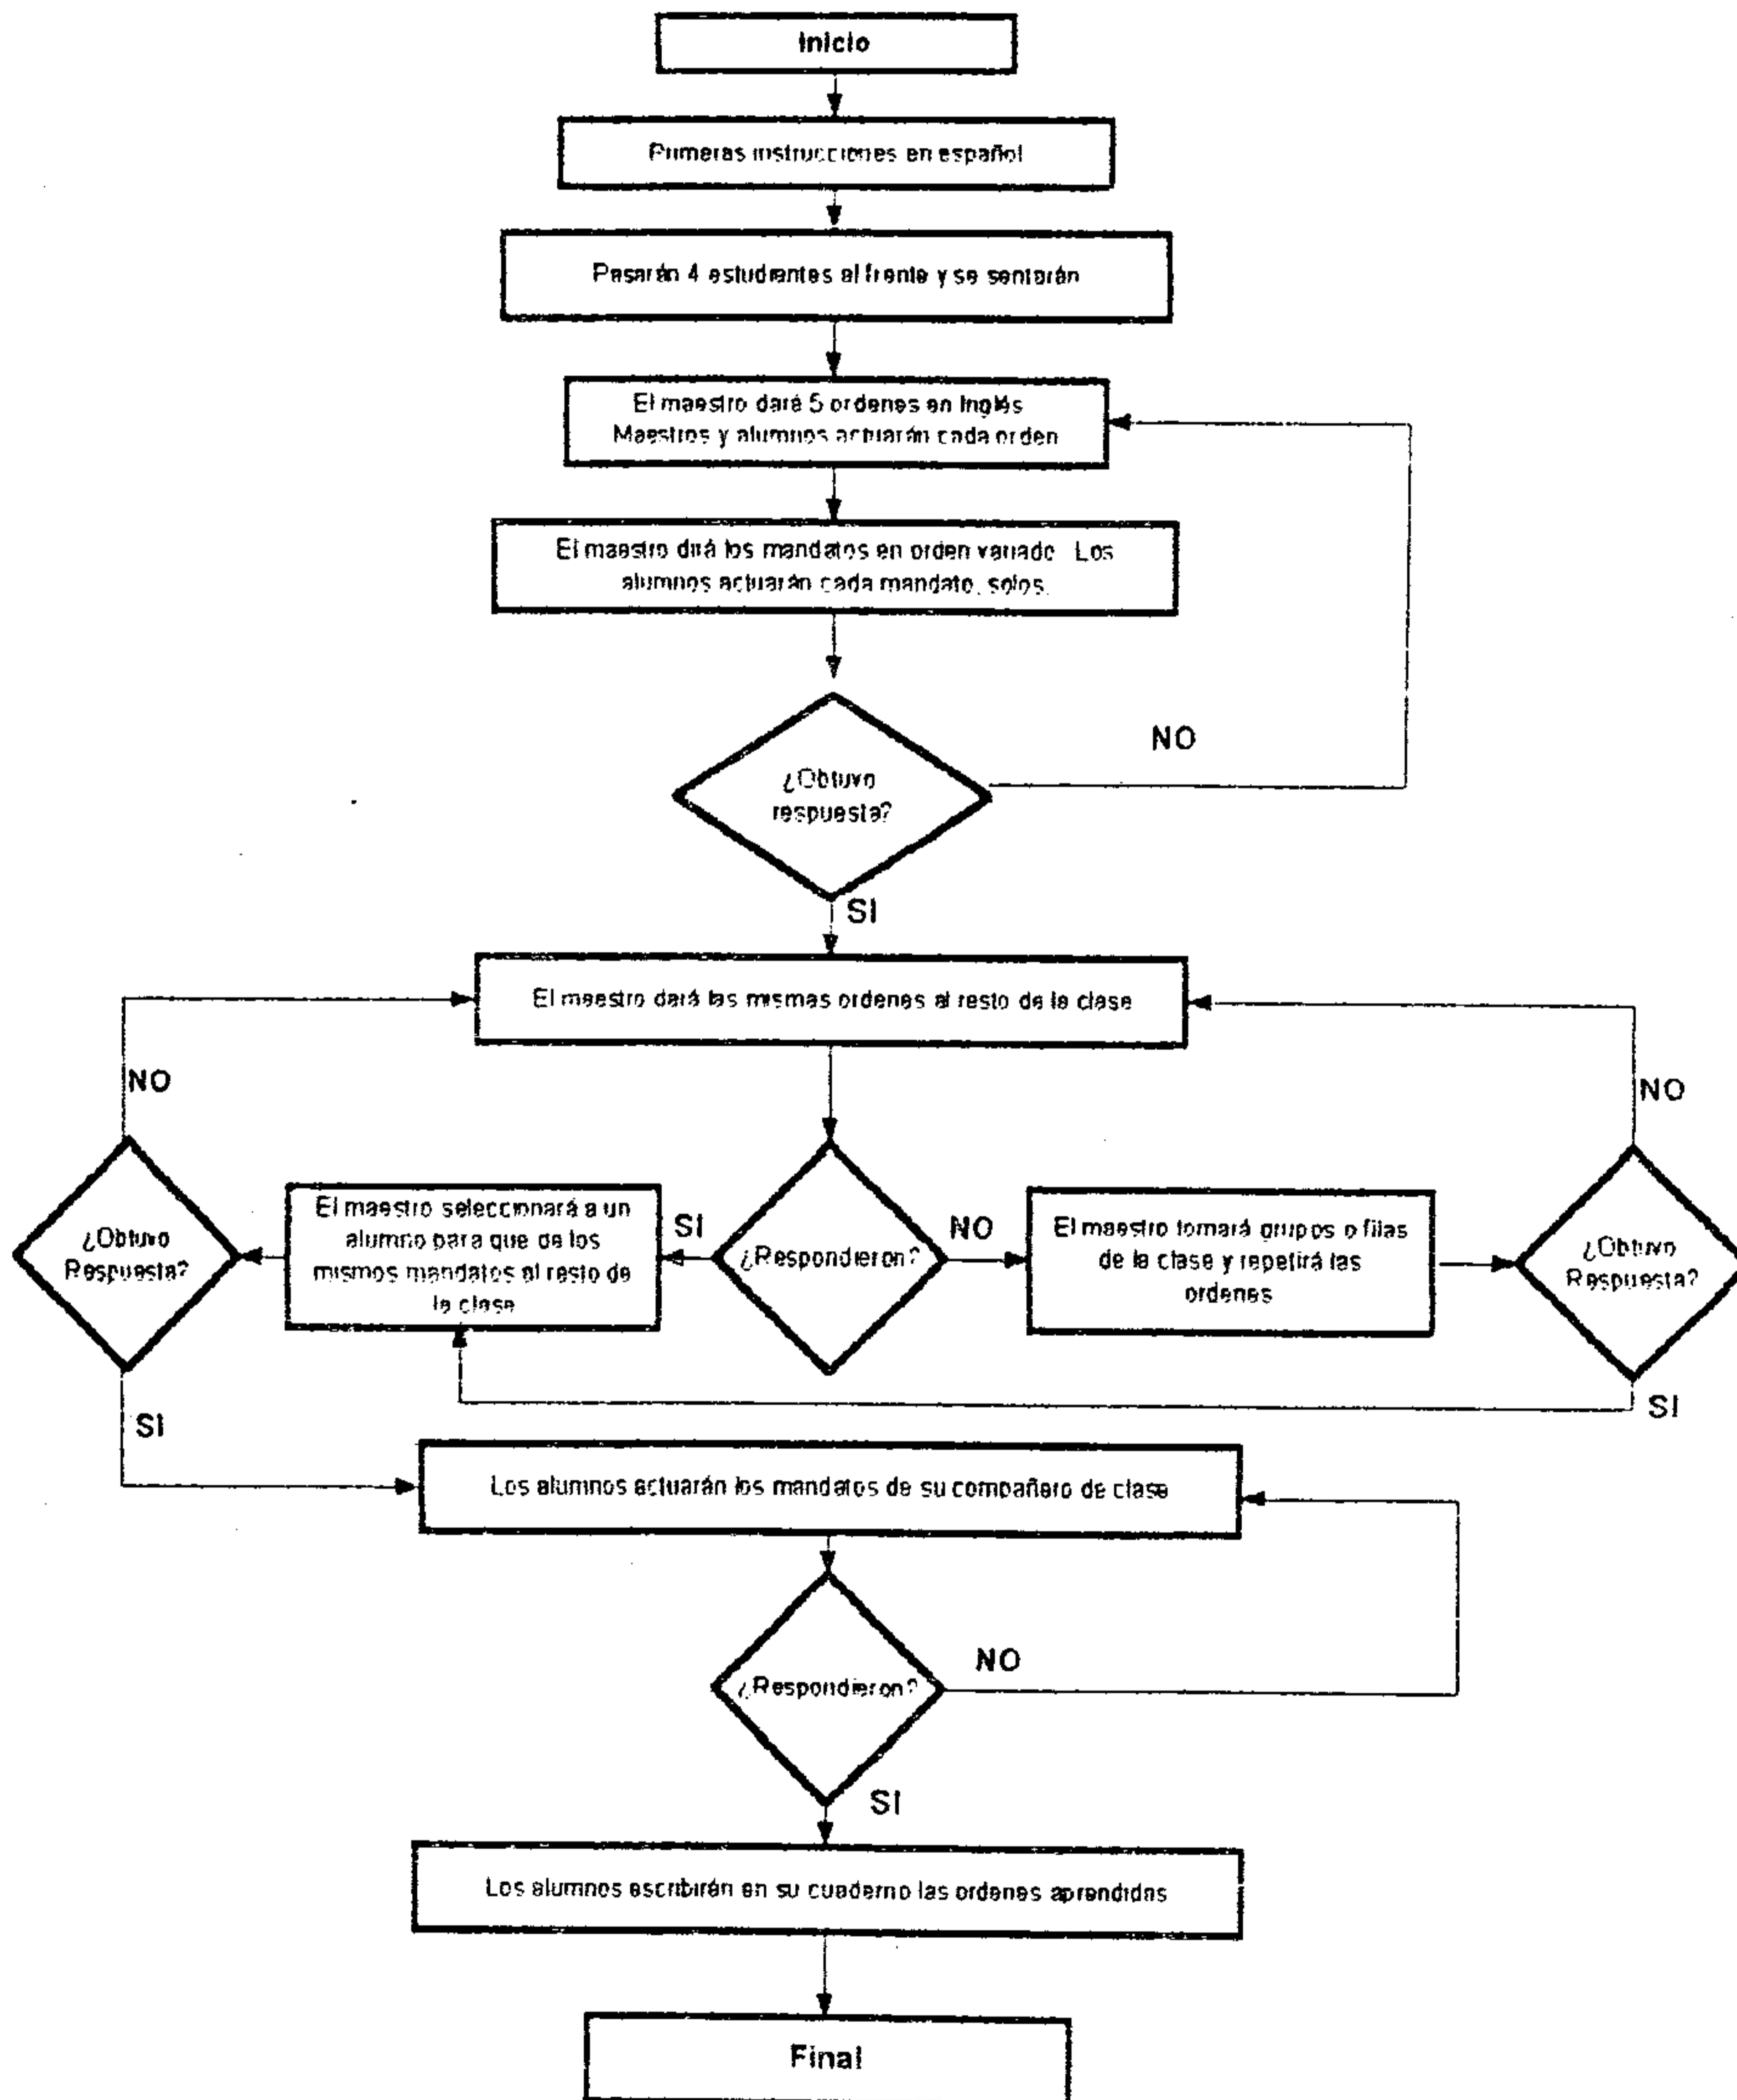 Inicio
Primeras instrucciones en español
Pasarán 4 estudiantes al frente y se sentarán
El maestro dará 5 ordenes en Inglés
Maestros y alumnos actuarán cada orden
El maestro dirá los mandatos en orden variado. Los
alumnos actuarán cada mandato, solos.
¿Obtuvo
respuesta?
NO
SI
El maestro dará las mismas ordenes al resto de la clase
NO
NO
¿Obtuvo
Respuesta?
El maestro seleccionará a un
alumno para que de los
mismos mandatos al resto de
la clase
SI
¿Respondieron?
NO
El maestro tomará grupos o filas
de la clase y repetirá las
ordenes
¿Obtuvo
Respuesta?
SI
SI
Los alumnos actuarán los mandatos de su compañero de clase
¿Respondieron?
NO
SI
Los alumnos escribirán en su cuaderno las ordenes aprendidas
Final